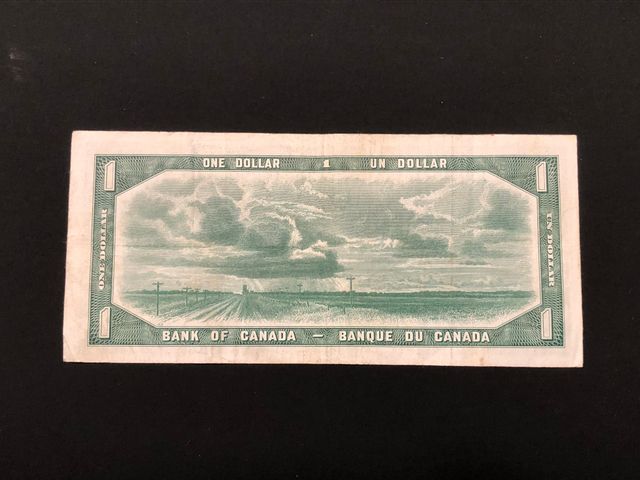 ONE DOLLAR 1 UN DOLLAR
1 1
ONE DOLLAR
UN DOLLAR
1 1
BANK OF CANADA — BANQUE DU CANADA